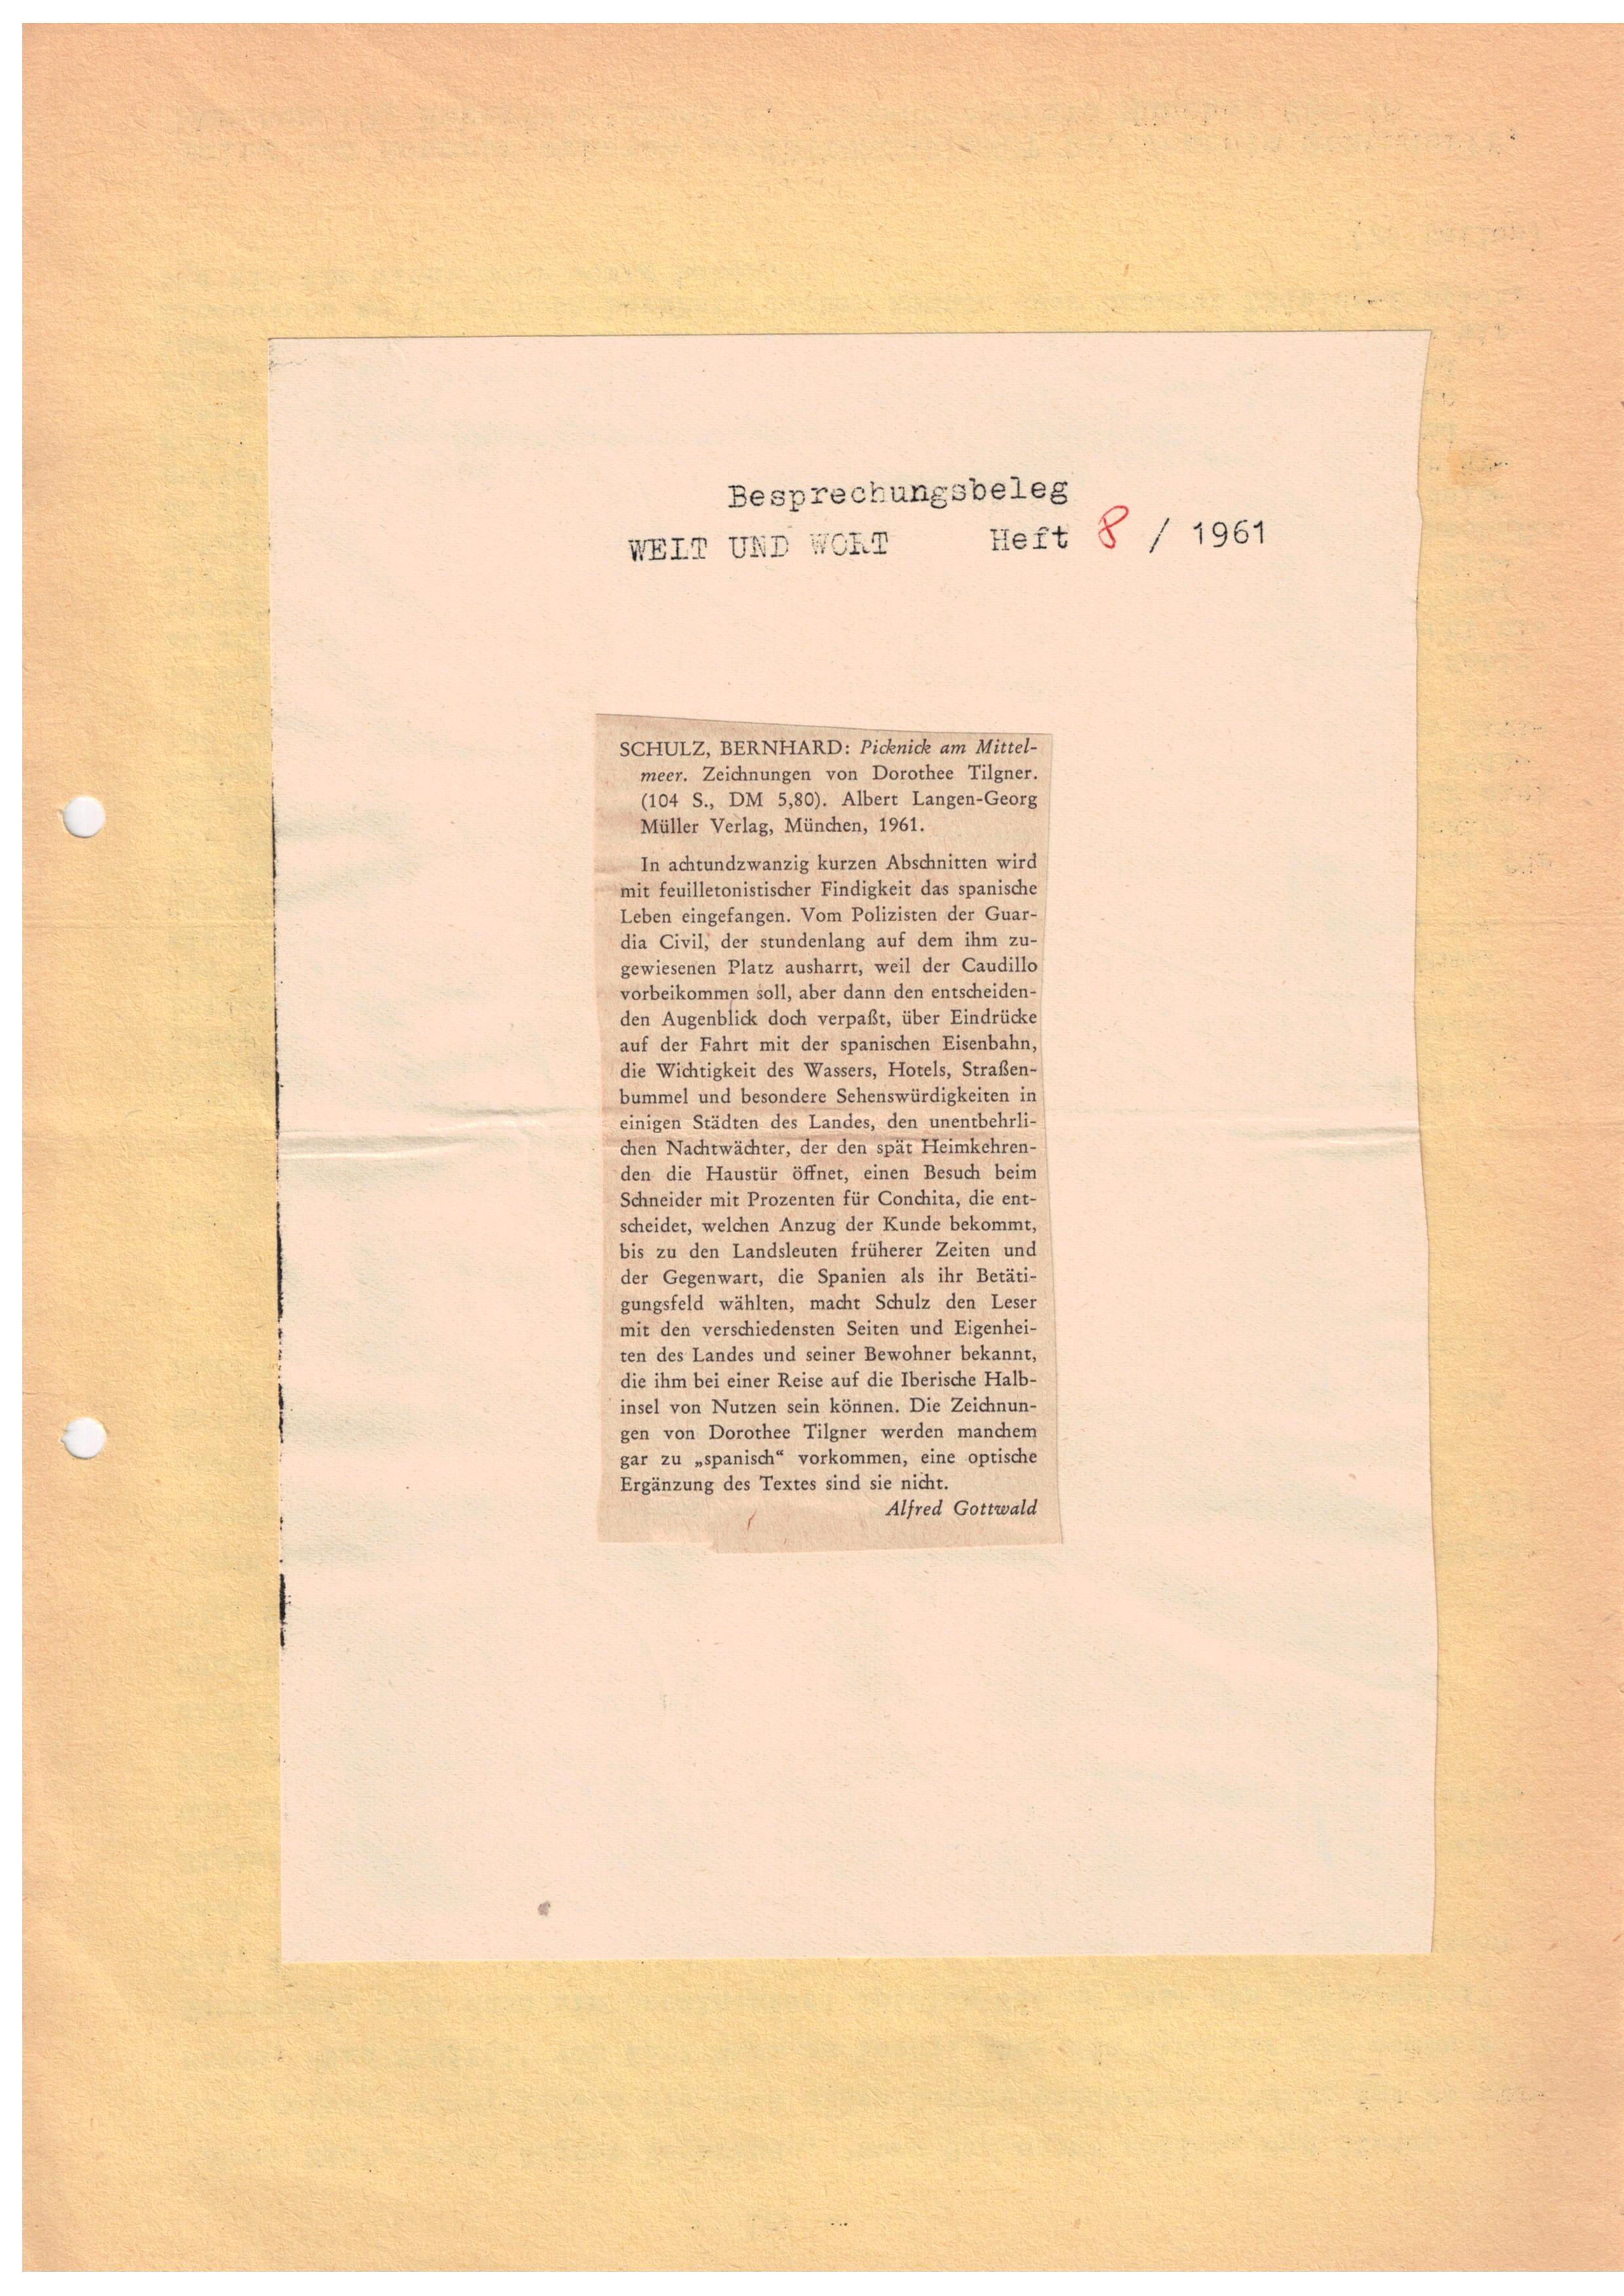 Besprechungsbeleg
WELT UND WORT Heft 8 / 1961
SCHULZ, BERNHARD: Picknick am Mittel-
meer. Zeichnungen von Dorothee Tilgner.
(104 S., DM 5,80). Albert Langen-Georg
Müller Verlag, München, 1961.
In achtundzwanzig kurzen Abschnitten wird
mit feuilletonistischer Findigkeit das spanische
Leben eingefangen. Vom Polizisten der Guar-
dia Civil, der stundenlang auf dem ihm zu-
gewiesenen Platz ausharrt, weil der Caudillo
vorbeikommen soll, aber dann den entscheiden-
den Augenblick doch verpaßt, über Eindrücke
auf der Fahrt mit der spanischen Eisenbahn,
die Wichtigkeit des Wassers, Hotels, Straßen-
bummel und besondere Sehenswürdigkeiten in
einigen Städten des Landes, den unentbehrli-
chen Nachtwächter, der den spät Heimkehren-
den die Haustür öffnet, einen Besuch beim
Schneider mit Prozenten für Conchita, die ent-
scheidet, welchen Anzug der Kunde bekommt,
bis zu den Landsleuten früherer Zeiten und
der Gegenwart, die Spanien als ihr Betäti-
gungsfeld wählten, macht Schulz den Leser
mit den verschiedensten Seiten und Eigenhei-
ten des Landes und seiner Bewohner bekannt,
die ihm bei einer Reise auf die Iberische Halb-
insel von Nutzen sein können. Die Zeichnun-
gen von Dorothee Tilgner werden manchem
gar zu „spanisch“ vorkommen, eine optische
Ergänzung des Textes sind sie nicht.
Alfred Gottwald